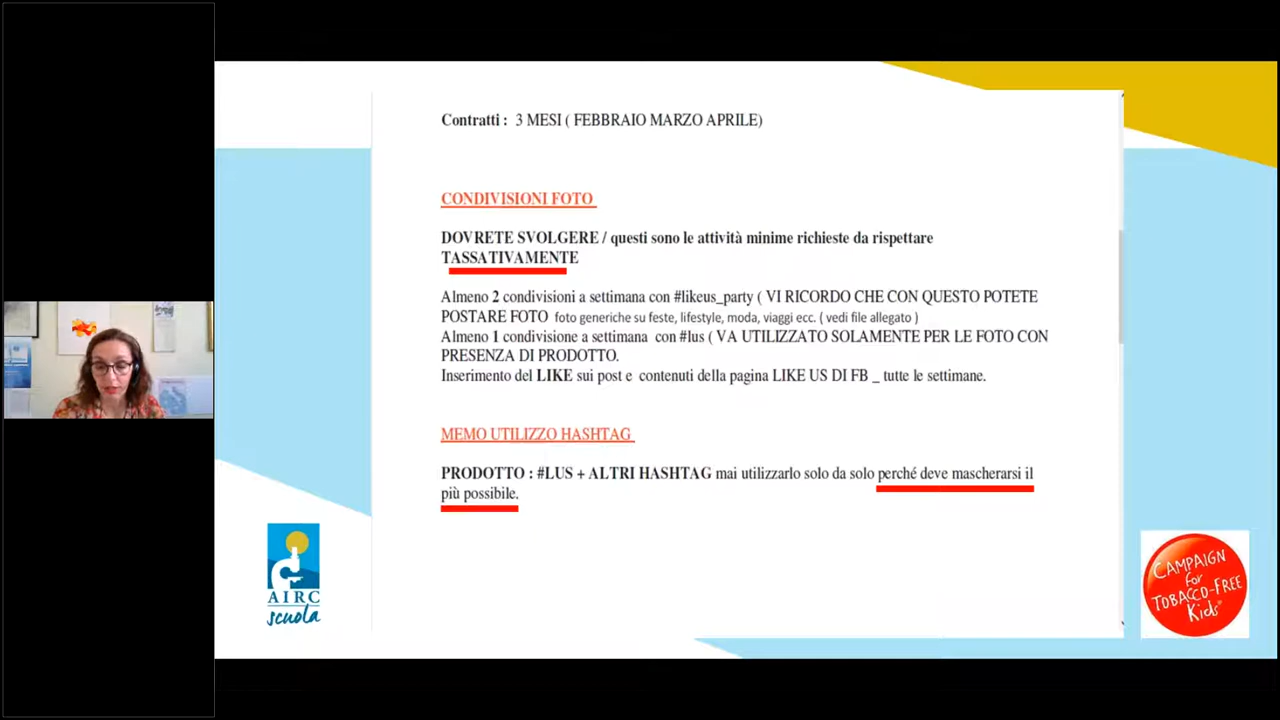 Contratti : 3 MESI ( FEBBRAIO MARZO APRILE)
CONDIVISIONI FOTO
DOVRETE SVOLGERE / questi sono le attività minime richieste da rispettare
TASSATIVAMENTE
Almeno 2 condivisioni a settimana con #likeus_party ( VI RICORDO CHE CON QUESTO POTETE
POSTARE FOTO foto generiche su feste, lifestyle, moda, viaggi ecc. ( vedi file allegato )
Almeno 1 condivisione a settimana con #lus ( VA UTILIZZATO SOLAMENTE PER LE FOTO CON
PRESENZA DI PRODOTTO.
Inserimento del LIKE sui post e contenuti della pagina LIKE US DI FB _ tutte le settimane.
MEMO UTILIZZO HASHTAG
PRODOTTO : #LUS + ALTRI HASHTAG mai utilizzarlo solo da solo perché deve mascherarsi il
più possibile.
AIRC
scuola
CAMPAIGN
for
TOBACCO-FREE
Kids